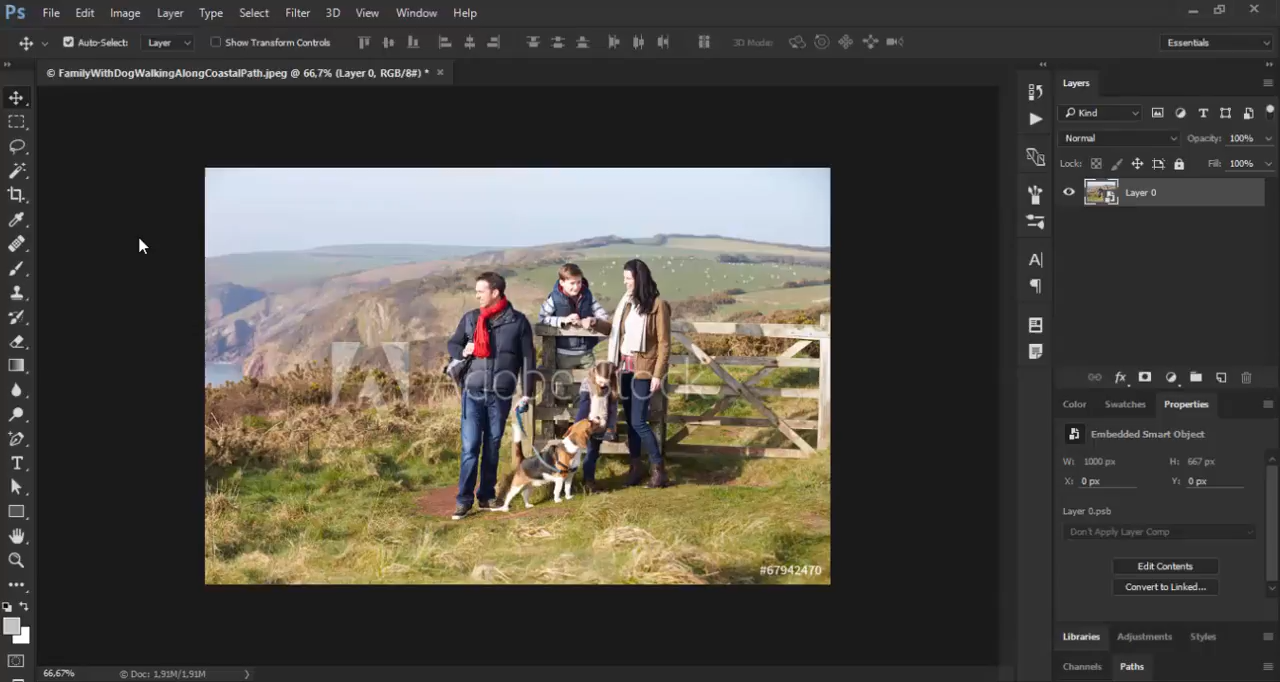 Ps File Edit Image Layer Type Select Filter 3D View Window Help
Auto-Select: Layer Show Transform Controls 3D Mode: Essentials
© FamilyWithDogWalkingAlongCoastalPath.jpeg @ 66,7% (Layer 0, RGB/8#) * ×
Layers
Kind
Normal Opacity: 100%
Lock: Fill: 100%
Layer 0
Adobe Stock
#67942470
fx
Color Swatches Properties
Embedded Smart Object
W: 1000 px H: 667 px
X: 0 px Y: 0 px
Layer 0.psb
Don't Apply Layer Comp
Edit Contents
Convert to Linked...
Libraries Adjustments Styles
Channels Paths
66,67% © Doc: 1,91M/1,91M